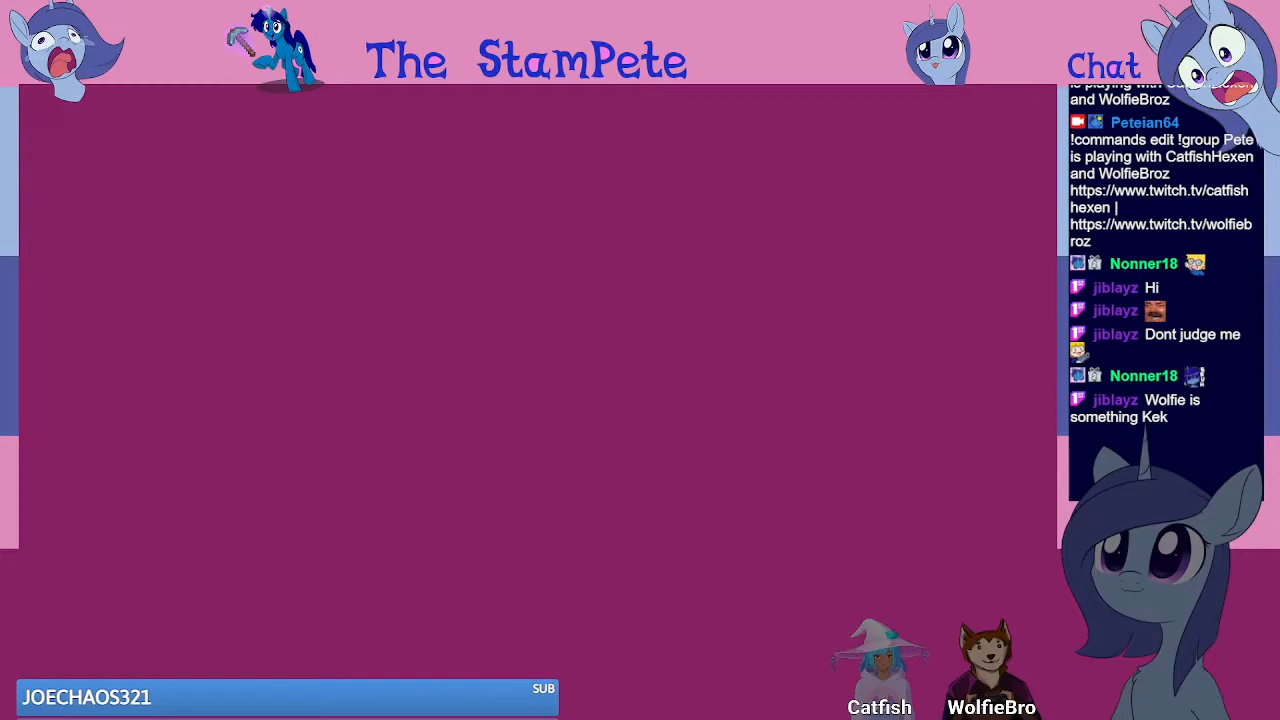 The StamPete
Chat
and WolfieBroz
Peteian64
!commands edit !group Pete
is playing with CatfishHexen
and WolfieBroz
https://www.twitch.tv/catfish
hexen |
https://www.twitch.tv/wolfieb
roz
Nonner18
jiblayz Hi
jiblayz
jiblayz Dont judge me
Nonner18
jiblayz Wolfie is
something Kek
JOECHAOS321
SUB
Catfish
WolfieBro